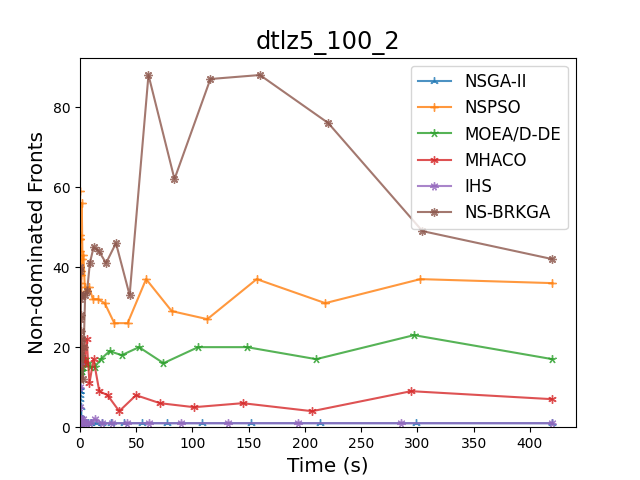 dtlz5_100_2
Non-dominated Fronts
80
60
40
20
0
0 50 100 150 200 250 300 350 400
Time (s)
NSGA-II
NSPSO
MOEA/D-DE
MHACO
IHS
NS-BRKGA